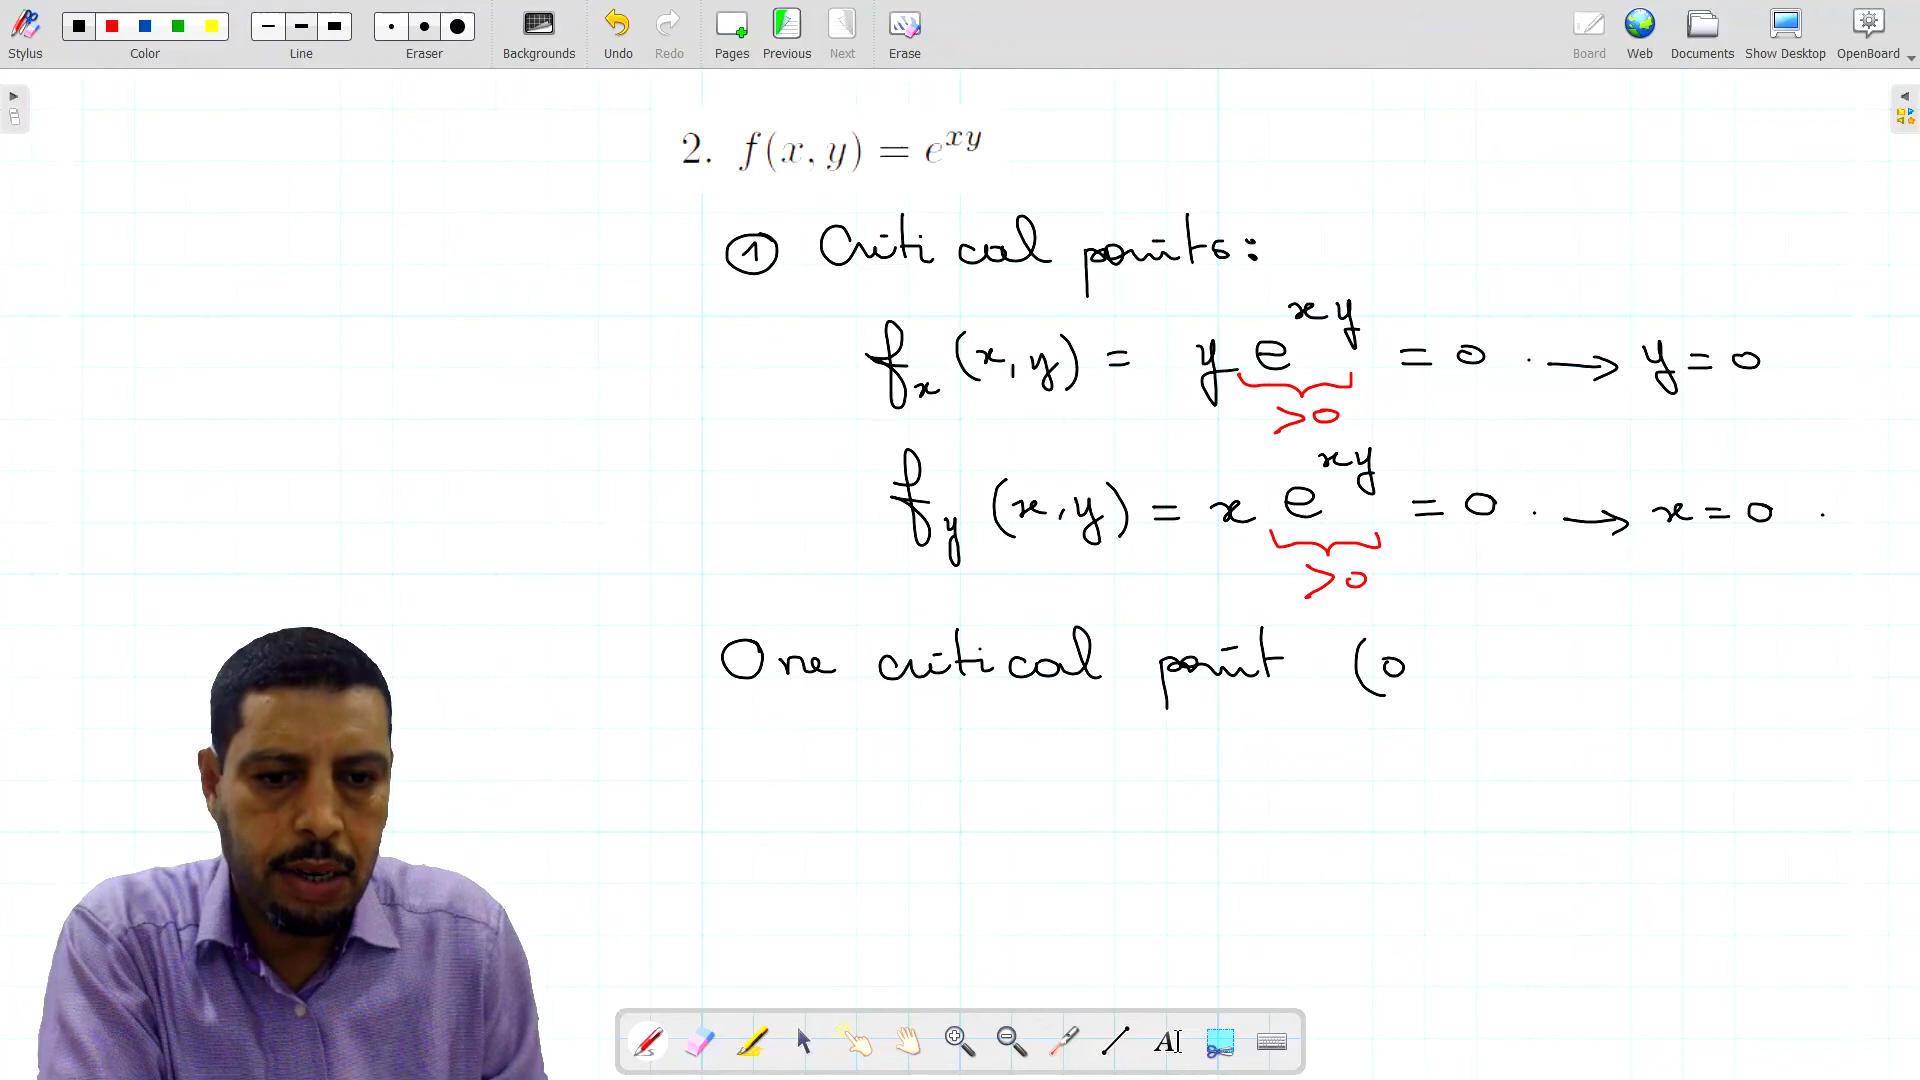 Stylus Color Line Eraser Backgrounds Undo Redo Pages Previous Next Erase Board Web Documents Show Desktop OpenBoard
2. f(x, y) = e^{xy}
① Critical points:
f_x (x,y) = y e^{xy} = 0 . → y = 0
>0
f_y (x,y) = x e^{xy} = 0 . → x = 0 .
>0
One critical point (0
A